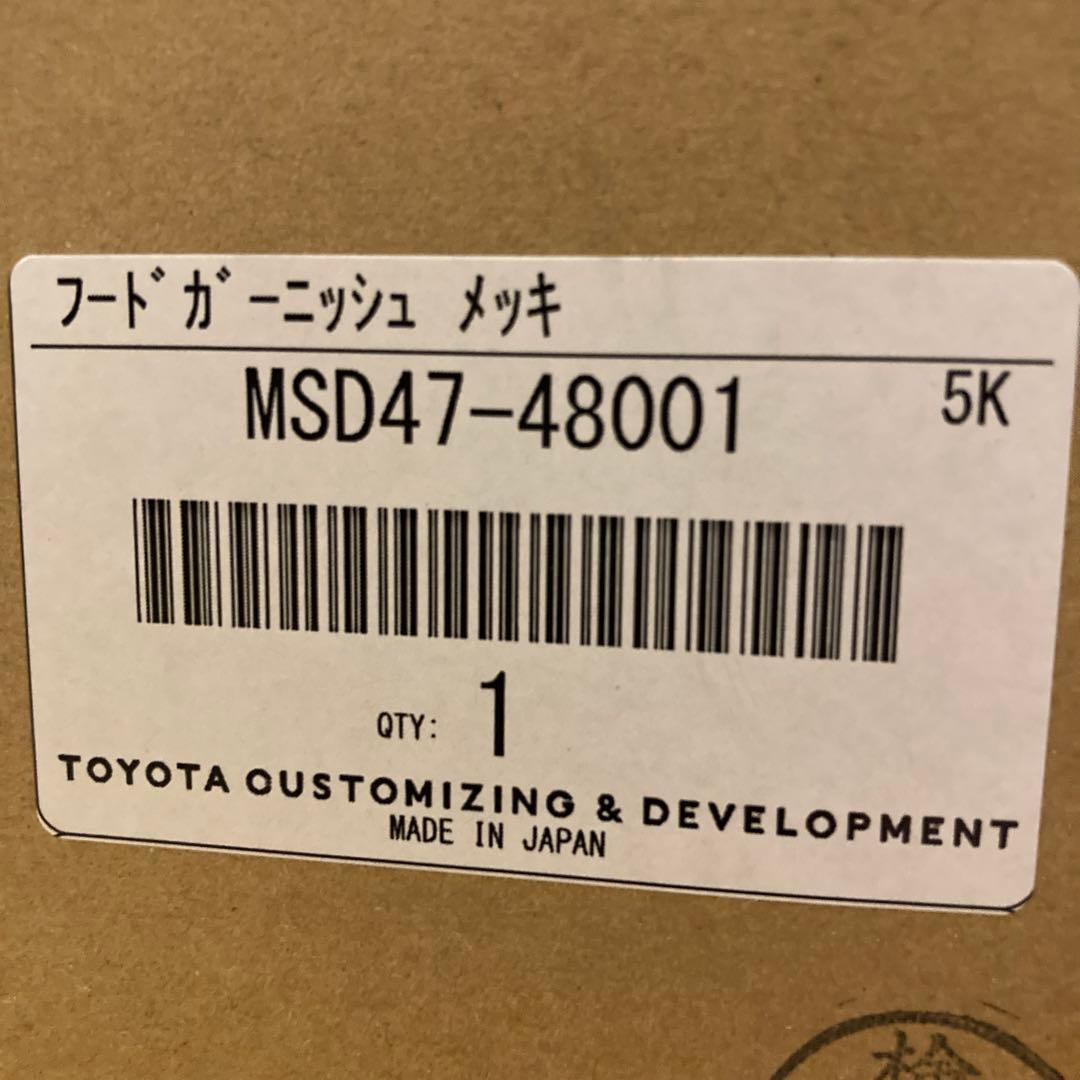 フードガーニッシュ メッキ
MSD47-48001 5K
QTY: 1
TOYOTA CUSTOMIZING & DEVELOPMENT
MADE IN JAPAN
検